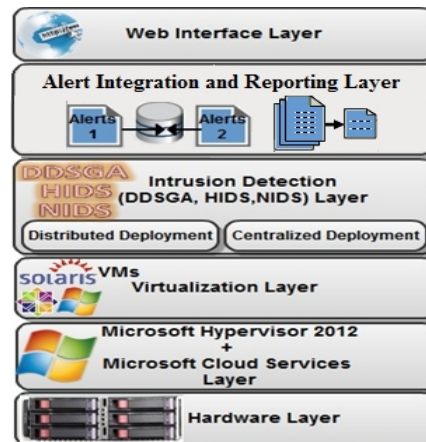 http://www
Web Interface Layer
Alert Integration and Reporting Layer
Alerts
1
Alerts
2
DDSGA
HIDS
NIDS
Intrusion Detection
(DDSGA, HIDS,NIDS) Layer
Distributed Deployment
Centralized Deployment
solaris
VMs
Virtualization Layer
Microsoft Hypervisor 2012
+
Microsoft Cloud Services
Layer
Hardware Layer